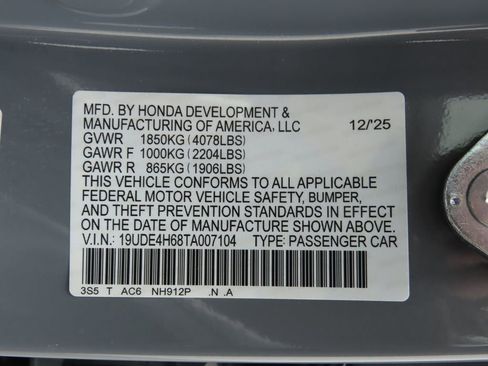 MFD. BY HONDA DEVELOPMENT &
MANUFACTURING OF AMERICA, LLC 12/'25
GVWR 1850KG (4078LBS)
GAWR F 1000KG (2204LBS)
GAWR R 865KG (1906LBS)
THIS VEHICLE CONFORMS TO ALL APPLICABLE
FEDERAL MOTOR VEHICLE SAFETY, BUMPER,
AND THEFT PREVENTION STANDARDS IN EFFECT
ON THE DATE OF MANUFACTURE SHOWN ABOVE.
V.I.N.: 19UDE4H68TA007104 TYPE: PASSENGER CAR
3S5 T AC6 NH912P .N .A